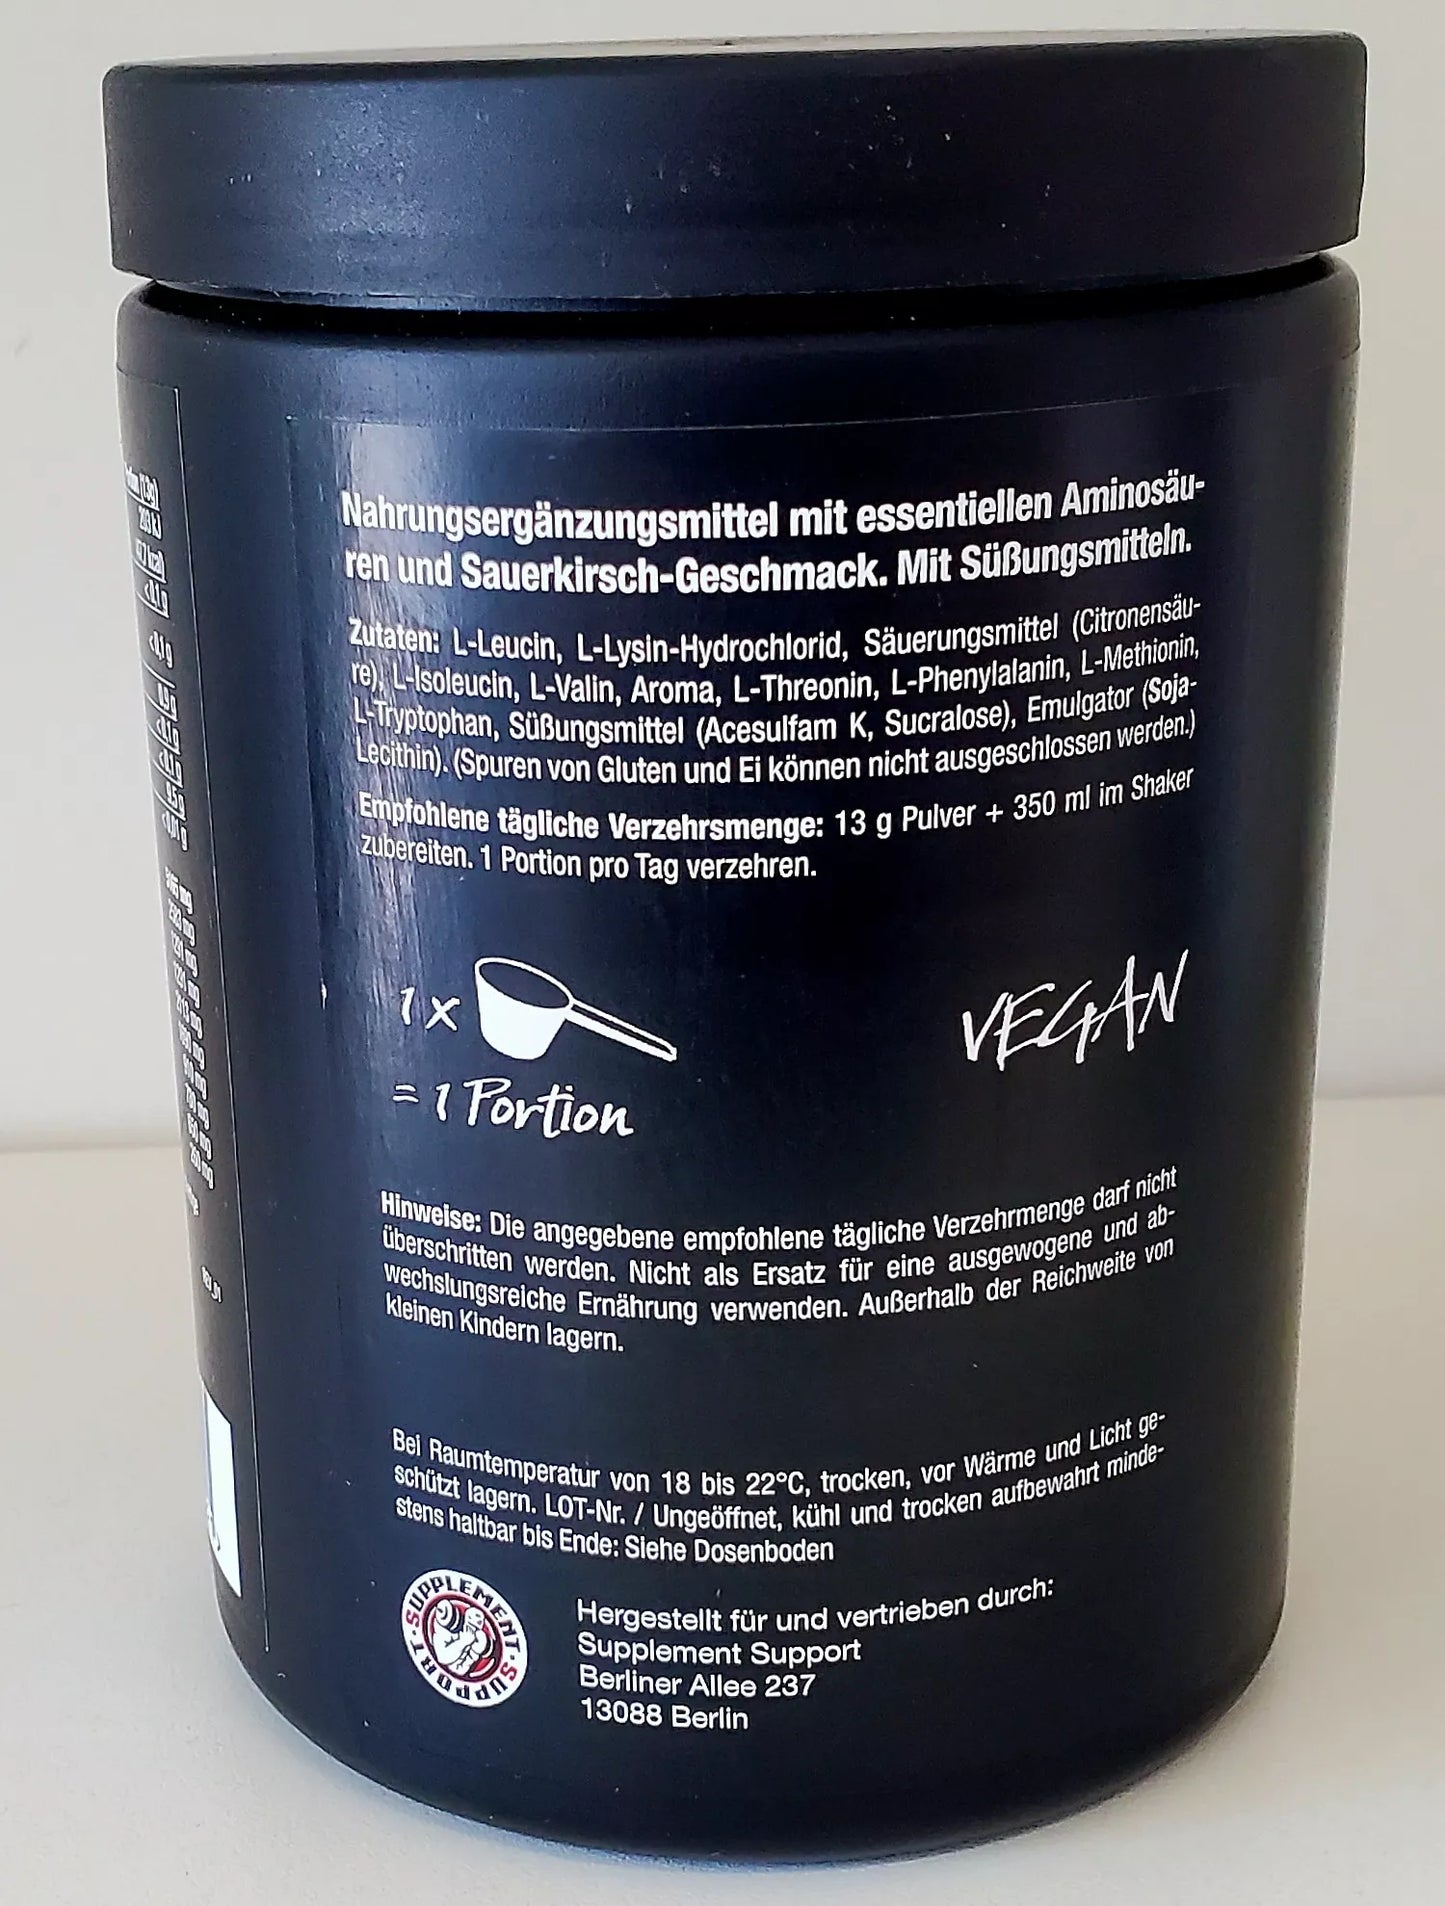 Nahrungsergänzungsmittel mit essentiellen Aminosäu-
ren und Sauerkirsch-Geschmack. Mit Süßungsmitteln.
Zutaten: L-Leucin, L-Lysin-Hydrochlorid, Säuerungsmittel (Citronensäu-
re), L-Isoleucin, L-Valin, Aroma, L-Threonin, L-Phenylalanin, L-Methionin,
L-Tryptophan, Süßungsmittel (Acesulfam K, Sucralose), Emulgator (Soja-
Lecithin). (Spuren von Gluten und Ei können nicht ausgeschlossen werden.)
Empfohlene tägliche Verzehrsmenge: 13 g Pulver + 350 ml im Shaker
zubereiten. 1 Portion pro Tag verzehren.
1 x
= 1 Portion
VEGAN
Hinweise: Die angegebene empfohlene tägliche Verzehrmenge darf nicht
überschritten werden. Nicht als Ersatz für eine ausgewogene und ab-
wechslungsreiche Ernährung verwenden. Außerhalb der Reichweite von
kleinen Kindern lagern.
Bei Raumtemperatur von 18 bis 22°C, trocken, vor Wärme und Licht ge-
schützt lagern. LOT-Nr. / Ungeöffnet, kühl und trocken aufbewahrt minde-
stens haltbar bis Ende: Siehe Dosenboden
SUPPLEMENT · SUPPORT ·
Hergestellt für und vertrieben durch:
Supplement Support
Berliner Allee 237
13088 Berlin